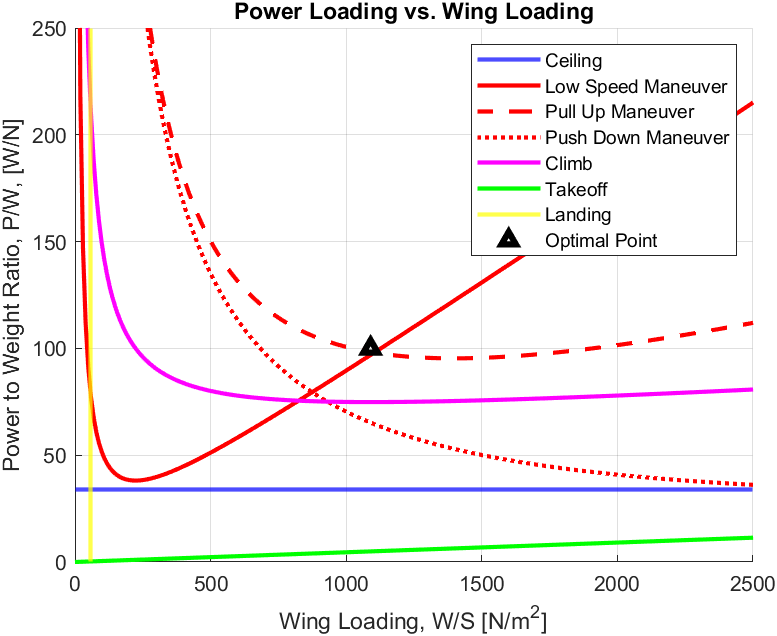 Power Loading vs. Wing Loading
Power to Weight Ratio, P/W, [W/N]
250
200
150
100
50
0
Ceiling
Low Speed Maneuver
Pull Up Maneuver
Push Down Maneuver
Climb
Takeoff
Landing
Optimal Point
0 500 1000 1500 2000 2500
Wing Loading, W/S [N/m²]